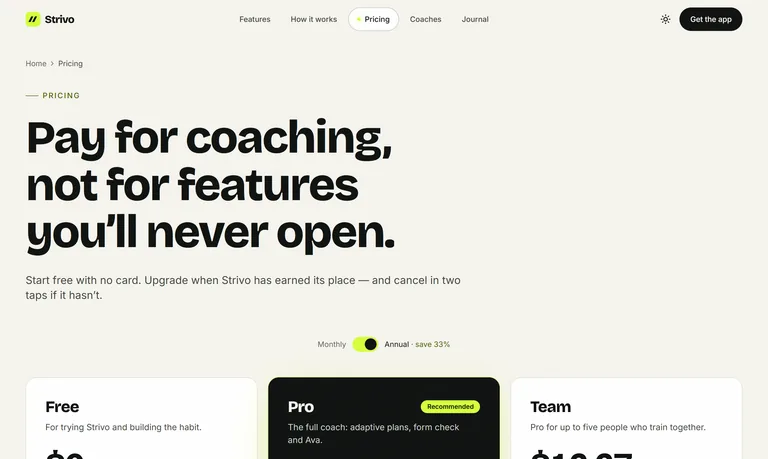 Strivo
Features
How it works
Pricing
Coaches
Journal
Get the app
Home › Pricing
PRICING
Pay for coaching,
not for features
you'll never open.
Start free with no card. Upgrade when Strivo has earned its place — and cancel in two
taps if it hasn't.
Monthly
Annual · save 33%
Free
For trying Strivo and building the habit.
Pro
Recommended
The full coach: adaptive plans, form check
and Ava.
Team
Pro for up to five people who train together.